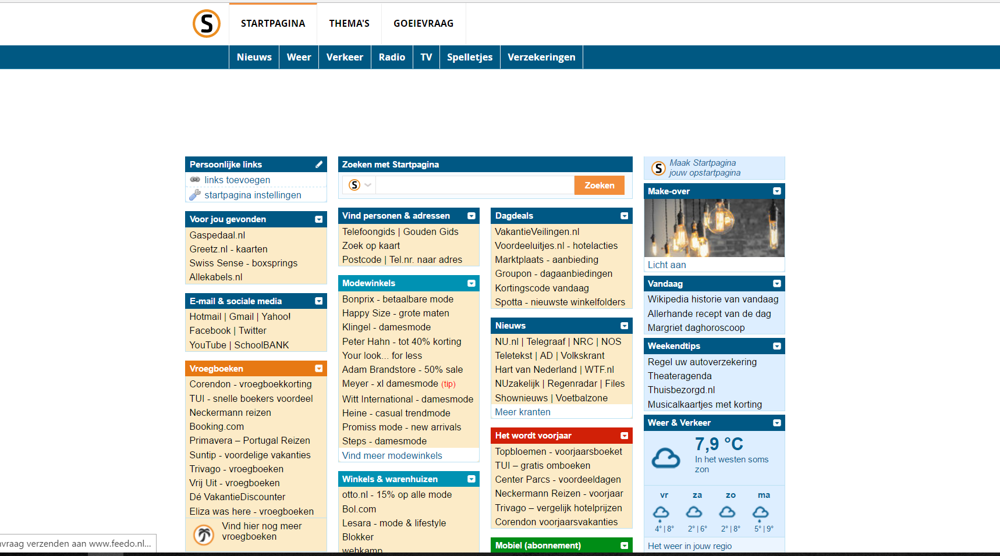 S
STARTPAGINA
THEMA'S
GOEIEVRAAG
Nieuws
Weer
Verkeer
Radio
TV
Spelletjes
Verzekeringen
Persoonlijke links
links toevoegen
startpagina instellingen
Voor jou gevonden
Gaspedaal.nl
Greetz.nl - kaarten
Swiss Sense - boxsprings
Allekabels.nl
E-mail & sociale media
Hotmail | Gmail | Yahoo!
Facebook | Twitter
YouTube | SchoolBANK
Vroegboeken
Corendon - vroegboekkorting
TUI - snelle boekers voordeel
Neckermann reizen
Booking.com
Primavera – Portugal Reizen
Suntip - voordelige vakanties
Trivago - vroegboeken
Vrij Uit - vroegboeken
Dé VakantieDiscounter
Eliza was here - vroegboeken
Vind hier nog meer
vroegboeken
Zoeken met Startpagina
S
Zoeken
Vind personen & adressen
Telefoongids | Gouden Gids
Zoek op kaart
Postcode | Tel.nr. naar adres
Modewinkels
Bonprix - betaalbare mode
Happy Size - grote maten
Klingel - damesmode
Peter Hahn - tot 40% korting
Your look... for less
Adam Brandstore - 50% sale
Meyer - xl damesmode (tip)
Witt International - damesmode
Heine - casual trendmode
Promiss mode - new arrivals
Steps - damesmode
Vind meer modewinkels
Winkels & warenhuizen
otto.nl - 15% op alle mode
Bol.com
Lesara - mode & lifestyle
Blokker
wehkamp
Dagdeals
VakantieVeilingen.nl
Voordeeluitjes.nl - hotelacties
Marktplaats - aanbieding
Groupon - dagaanbiedingen
Kortingscode vandaag
Spotta - nieuwste winkelfolders
Nieuws
NU.nl | Telegraaf | NRC | NOS
Teletekst | AD | Volkskrant
Hart van Nederland | WTF.nl
NUzakelijk | Regenradar | Files
Shownieuws | Voetbalzone
Meer kranten
Het wordt voorjaar
Topbloemen - voorjaarsboeket
TUI – gratis omboeken
Center Parcs - voordeeldagen
Neckermann Reizen - voorjaar
Trivago – vergelijk hotelprijzen
Corendon voorjaarsvakanties
Mobiel (abonnement)
S
Maak Startpagina
jouw opstartpagina
Make-over
Licht aan
Vandaag
Wikipedia historie van vandaag
Allerhande recept van de dag
Margriet daghoroscoop
Weekendtips
Regel uw autoverzekering
Theateragenda
Thuisbezorgd.nl
Musicalkaartjes met korting
Weer & Verkeer
7,9 °C
In het westen soms
zon
vr za zo ma
4° | 8° 2° | 6° 2° | 8° 5° | 9°
Het weer in jouw regio
nvraag verzenden aan www.feedo.nl...